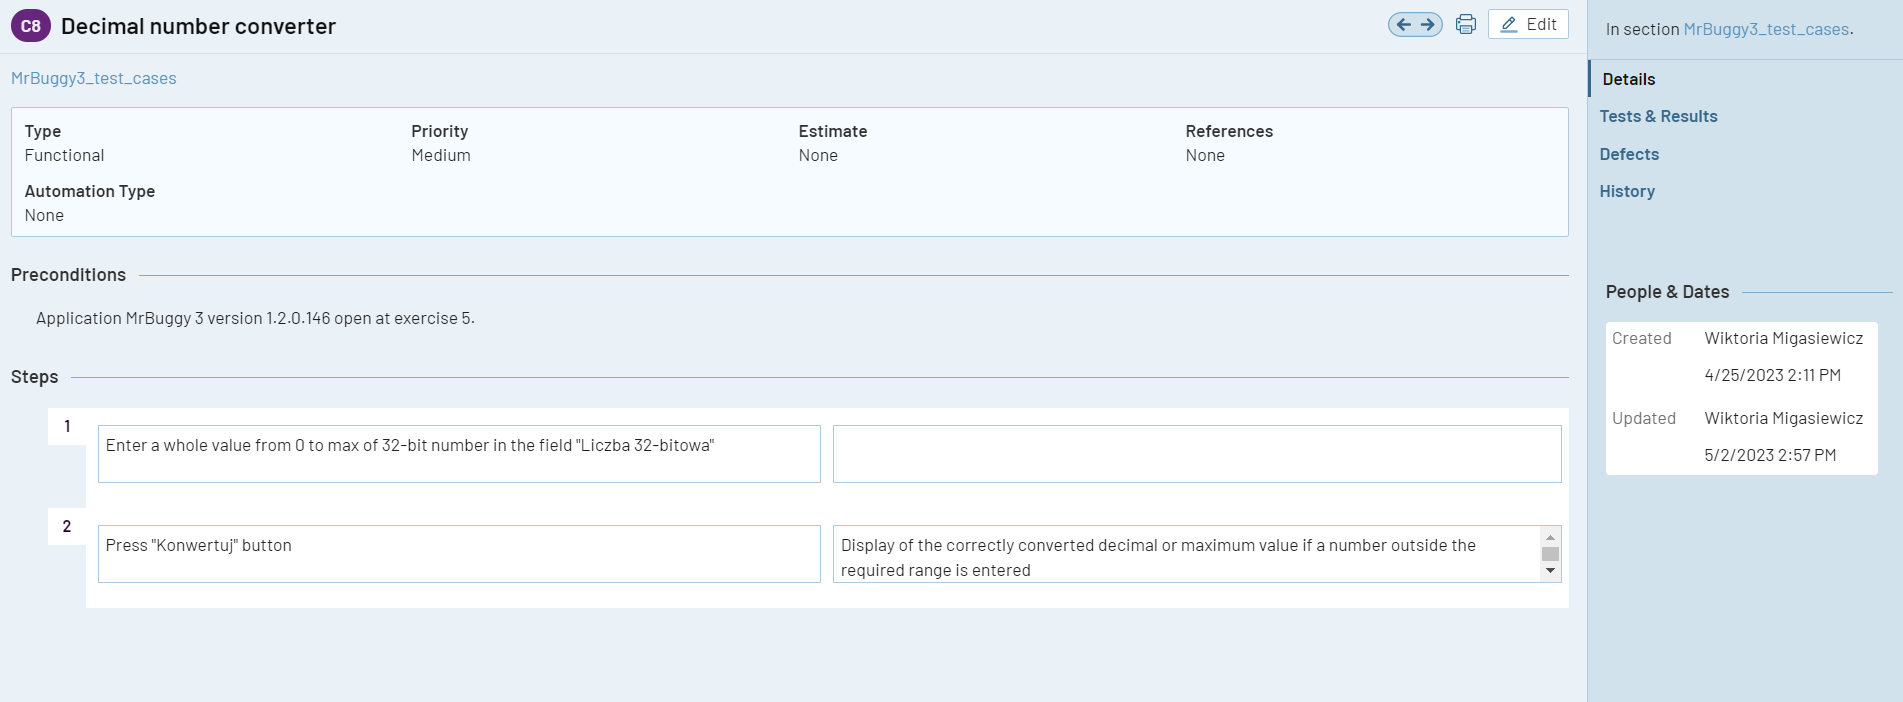 C8 Decimal number converter
Edit
MrBuggy3_test_cases
Type Priority Estimate References
Functional Medium None None
Automation Type
None
Preconditions
Application MrBuggy 3 version 1.2.0.146 open at exercise 5.
Steps
1
Enter a whole value from 0 to max of 32-bit number in the field "Liczba 32-bitowa"
2
Press "Konwertuj" button
Display of the correctly converted decimal or maximum value if a number outside the
required range is entered
In section MrBuggy3_test_cases.
Details
Tests & Results
Defects
History
People & Dates
Created Wiktoria Migasiewicz
4/25/2023 2:11 PM
Updated Wiktoria Migasiewicz
5/2/2023 2:57 PM